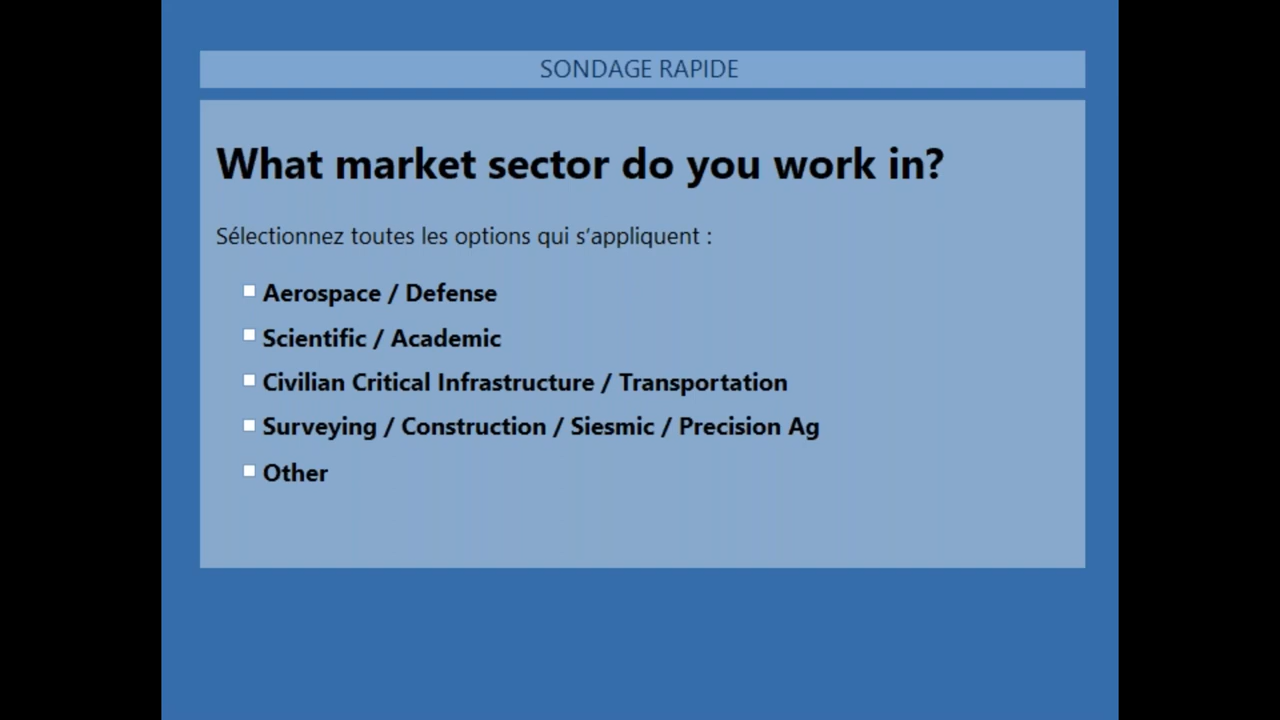 SONDAGE RAPIDE
What market sector do you work in?
Sélectionnez toutes les options qui s’appliquent :
Aerospace / Defense
Scientific / Academic
Civilian Critical Infrastructure / Transportation
Surveying / Construction / Siesmic / Precision Ag
Other